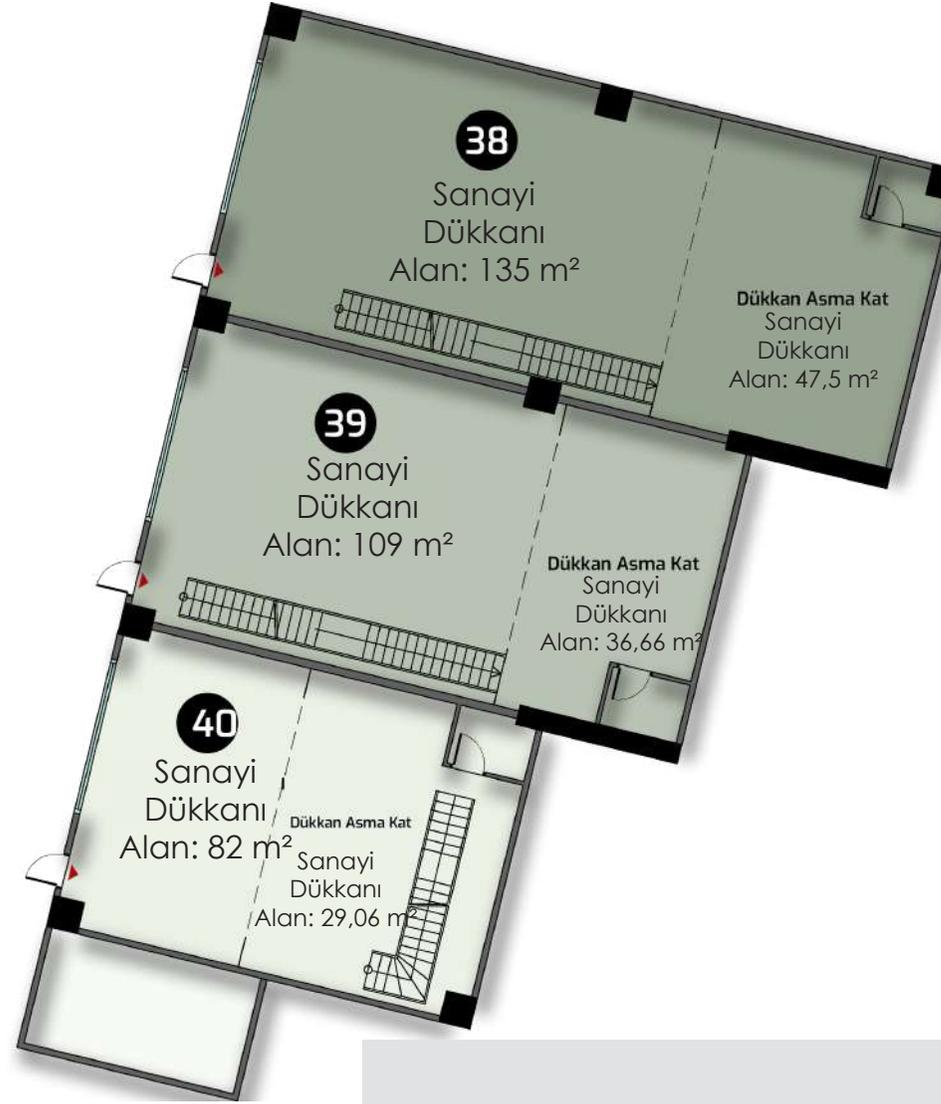 38
Sanayi
Dükkanı
Alan: 135 m²
Dükkan Asma Kat
Sanayi
Dükkanı
Alan: 47,5 m²
39
Sanayi
Dükkanı
Alan: 109 m²
Dükkan Asma Kat
Sanayi
Dükkanı
Alan: 36,66 m²
40
Sanayi
Dükkanı
Alan: 82 m²
Dükkan Asma Kat
Sanayi
Dükkanı
Alan: 29,06 m²